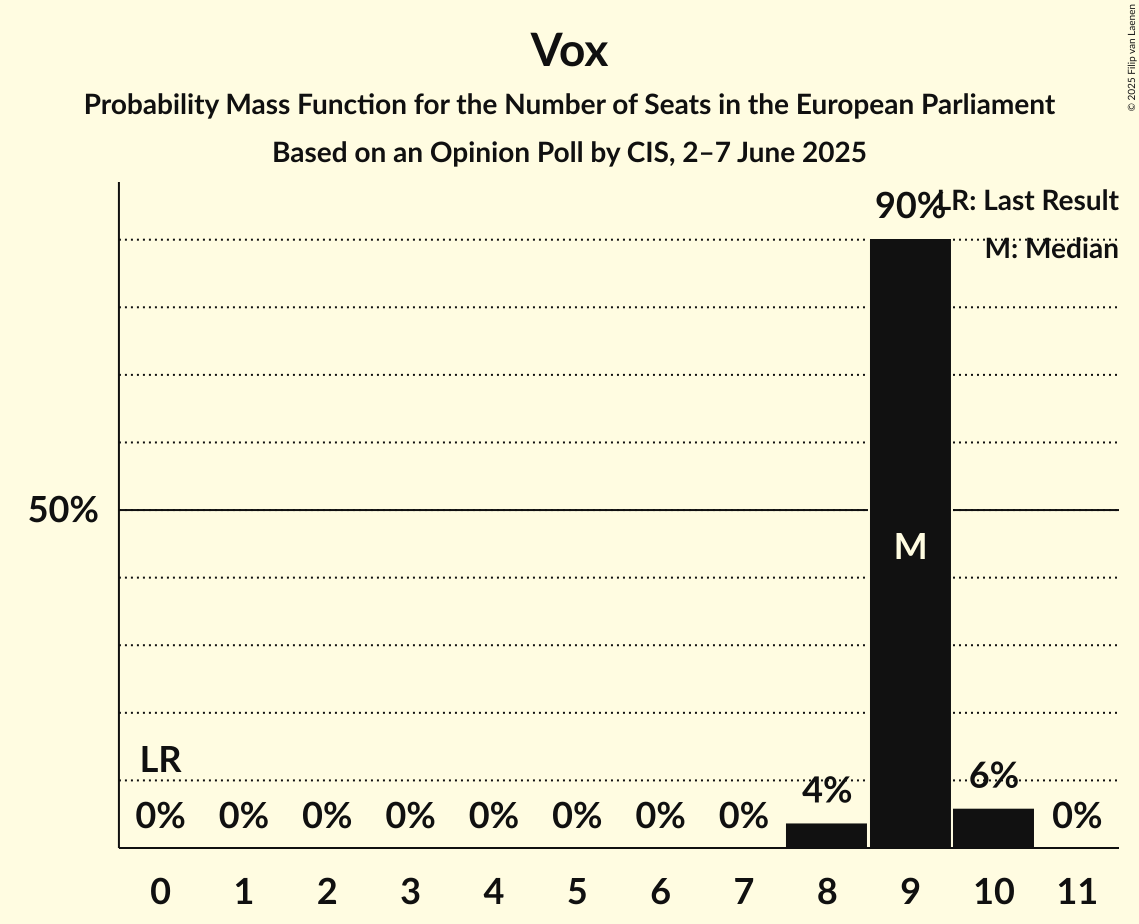 Vox
Probability Mass Function for the Number of Seats in the European Parliament
Based on an Opinion Poll by CIS, 2–7 June 2025
© 2025 Filip van Laenen
LR: Last Result
M: Median
90%
50%
M
LR
0% 0% 0% 0% 0% 0% 0% 0% 4% 6% 0%
0 1 2 3 4 5 6 7 8 9 10 11